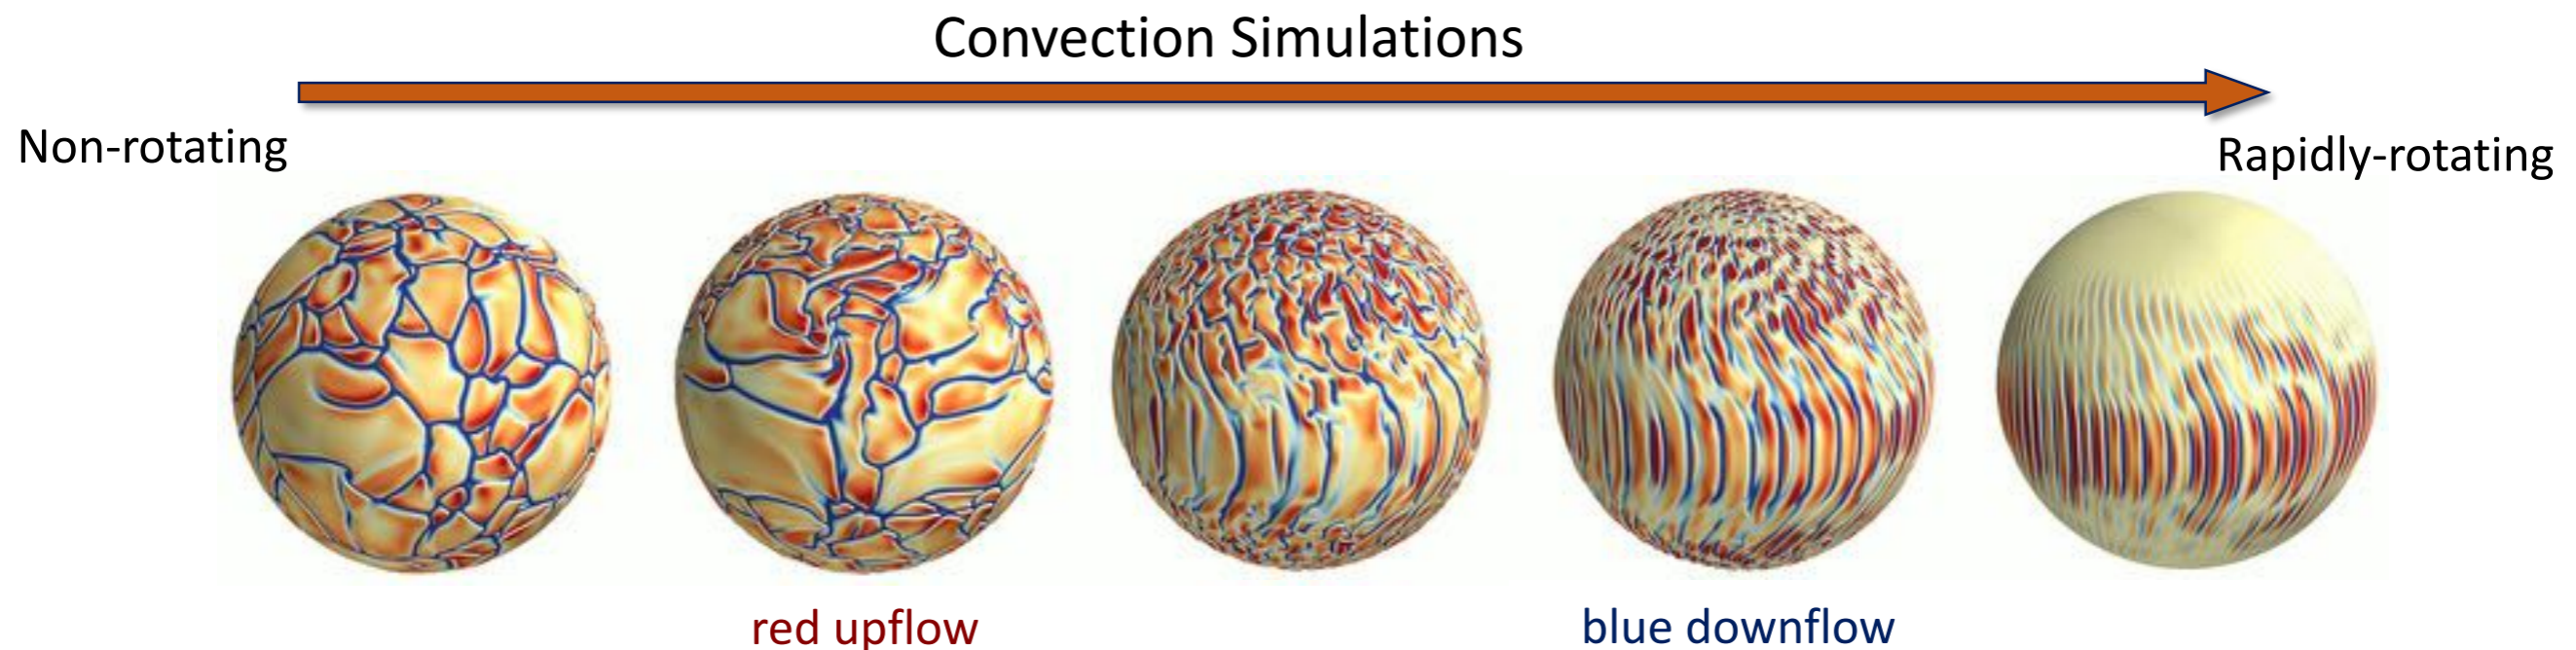 Convection Simulations
Non-rotating
Rapidly-rotating
red upflow
blue downflow